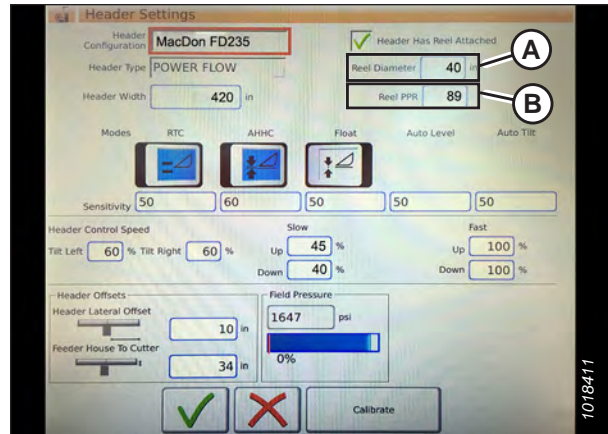 Header Settings
Header Configuration MacDon FD235
Header Has Reel Attached
A
Header Type POWER FLOW
Reel Diameter 40 in
Header Width 420 in
Reel PPR 89
B
Modes RTC AHHC Float Auto Level Auto Tilt
Sensitivity 50 60 50 50 50
Header Control Speed Slow Fast
Tilt Left 60 % Tilt Right 60 % Up 45 % Up 100 %
Down 40 % Down 100 %
Header Offsets Field Pressure
Header Lateral Offset
10 in
1647 psi
Feeder House To Cutter
34 in
0%
Calibrate
1018411